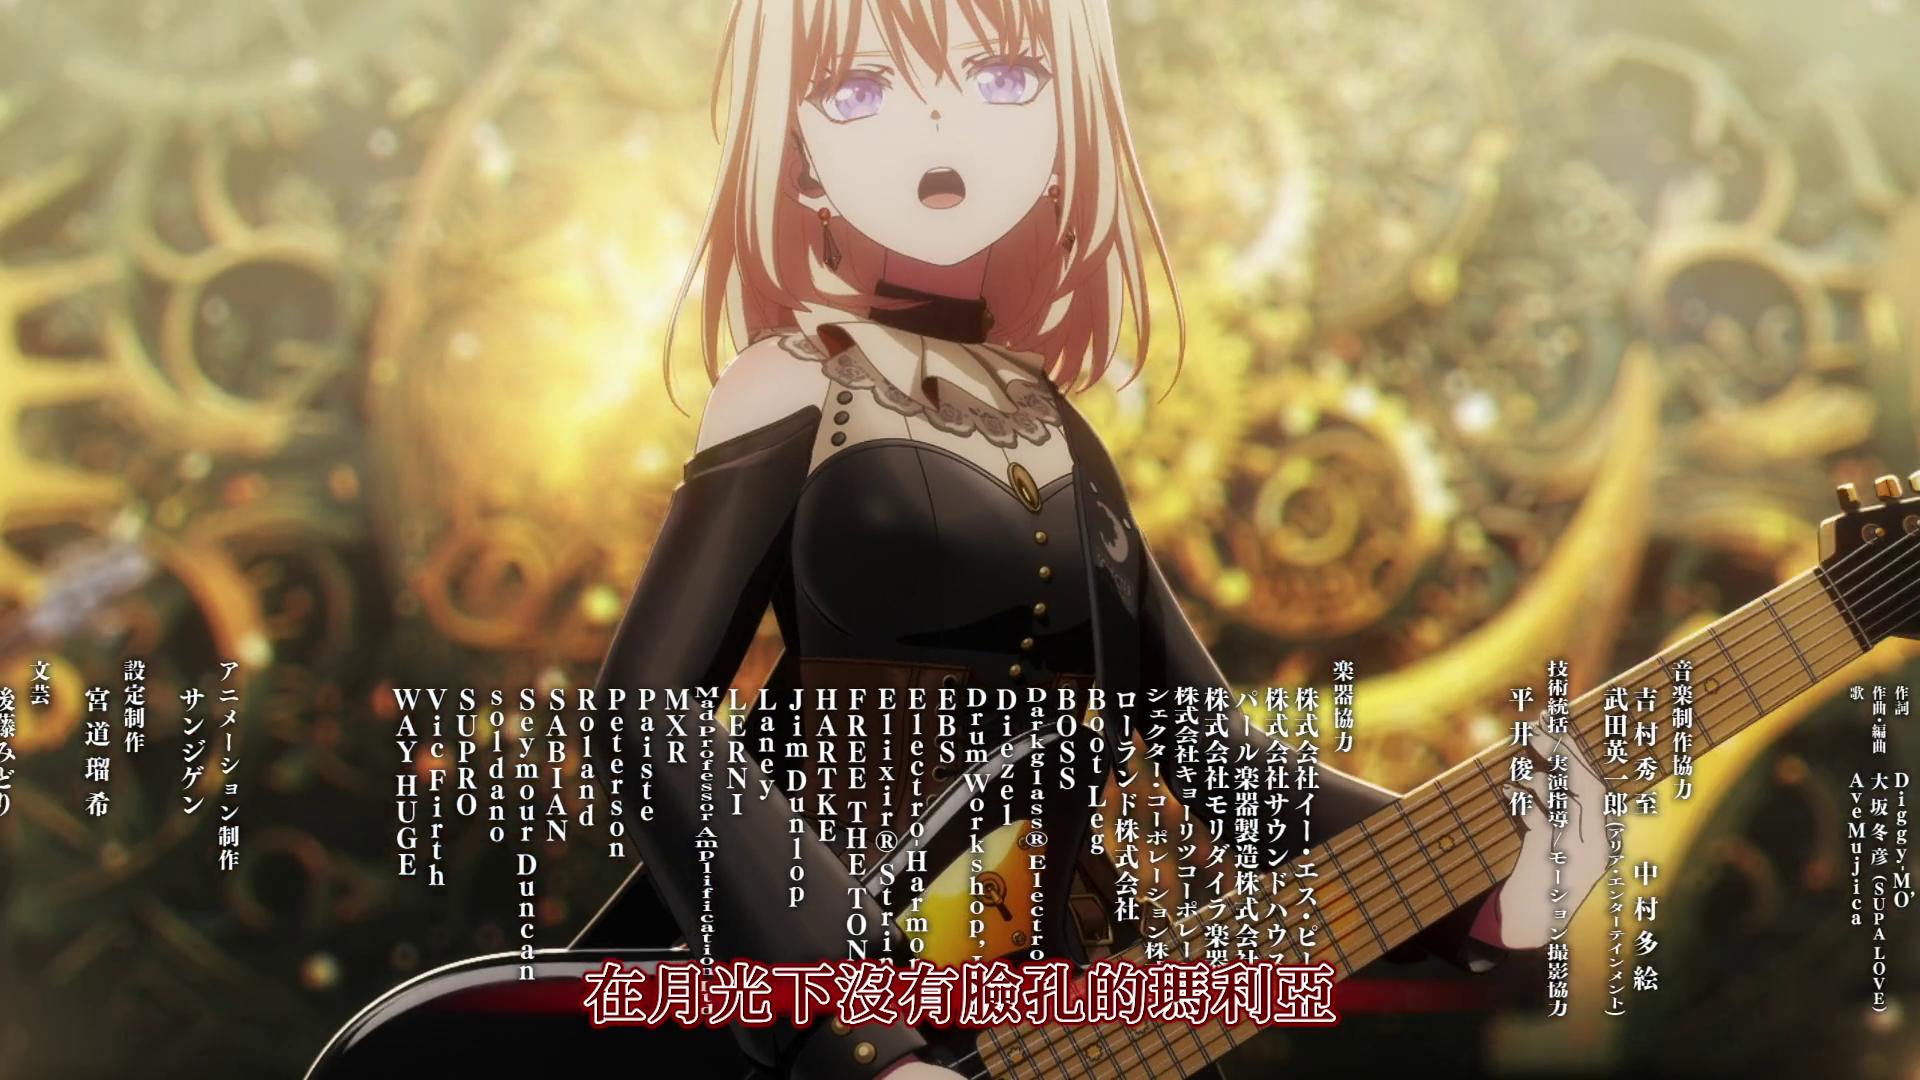 作詞 Diggy-MO'
作曲・編曲 大坂冬彦(SUPA LOVE)
歌 AveMujica
音楽制作協力
吉村秀至 中村多絵
武田英一郎(アリア・エンターテインメント)
技術統括/実演指導/モーション撮影協力
平井俊作
楽器協力
株式会社イー・エス・ピー
株式会社サウンドハウス
パール楽器製造株式会社
株式会社モリダイラ楽器
株式会社キョーリツコーポレー
シェクター・コーポレーション株
ローランド株式会社
Boot Leg
BOSS
Darkglass® Electro
Diezel
Drum Workshop,
EBS
Electro-Harmon
Elixir® Strin
FREE THE TON
HARTKE
Jim Dunlop
Laney
LERNI
Mad Professor Amplification Ltd
MXR
Paiste
Peterson
Roland
SABIAN
Seymour Duncan
soldano
SUPRO
Vic Firth
WAY HUGE
アニメーション制作
サンジゲン
設定制作
宮道瑠希
文芸
後藤みどり
在月光下沒有臉孔的瑪利亞